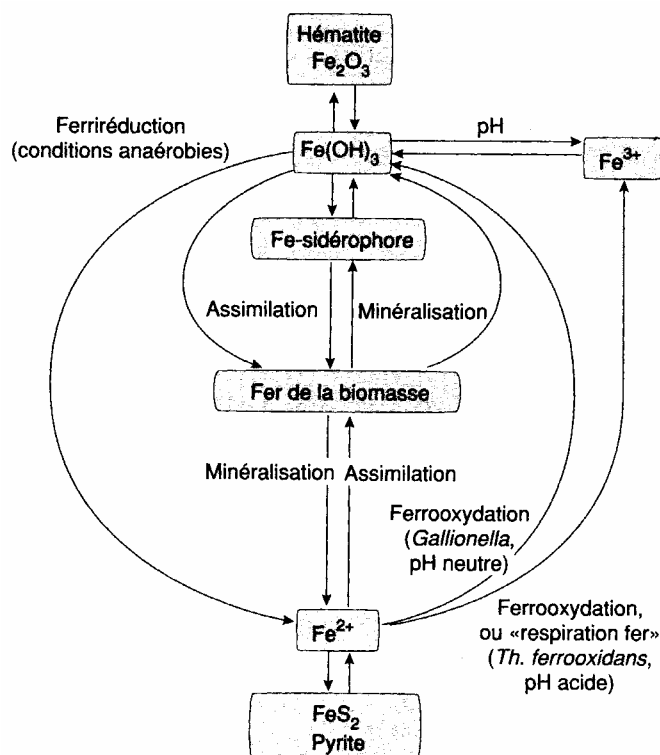 Hématite
Fe₂O₃
Ferriréduction
(conditions anaérobies)
pH
Fe(OH)₃
Fe³⁺
Fe-sidérophore
Assimilation
Minéralisation
Fer de la biomasse
Minéralisation
Assimilation
Ferrooxydation
(Gallionella,
pH neutre)
Fe²⁺
Ferrooxydation,
ou «respiration fer»
(Th. ferrooxidans,
pH acide)
FeS₂
Pyrite